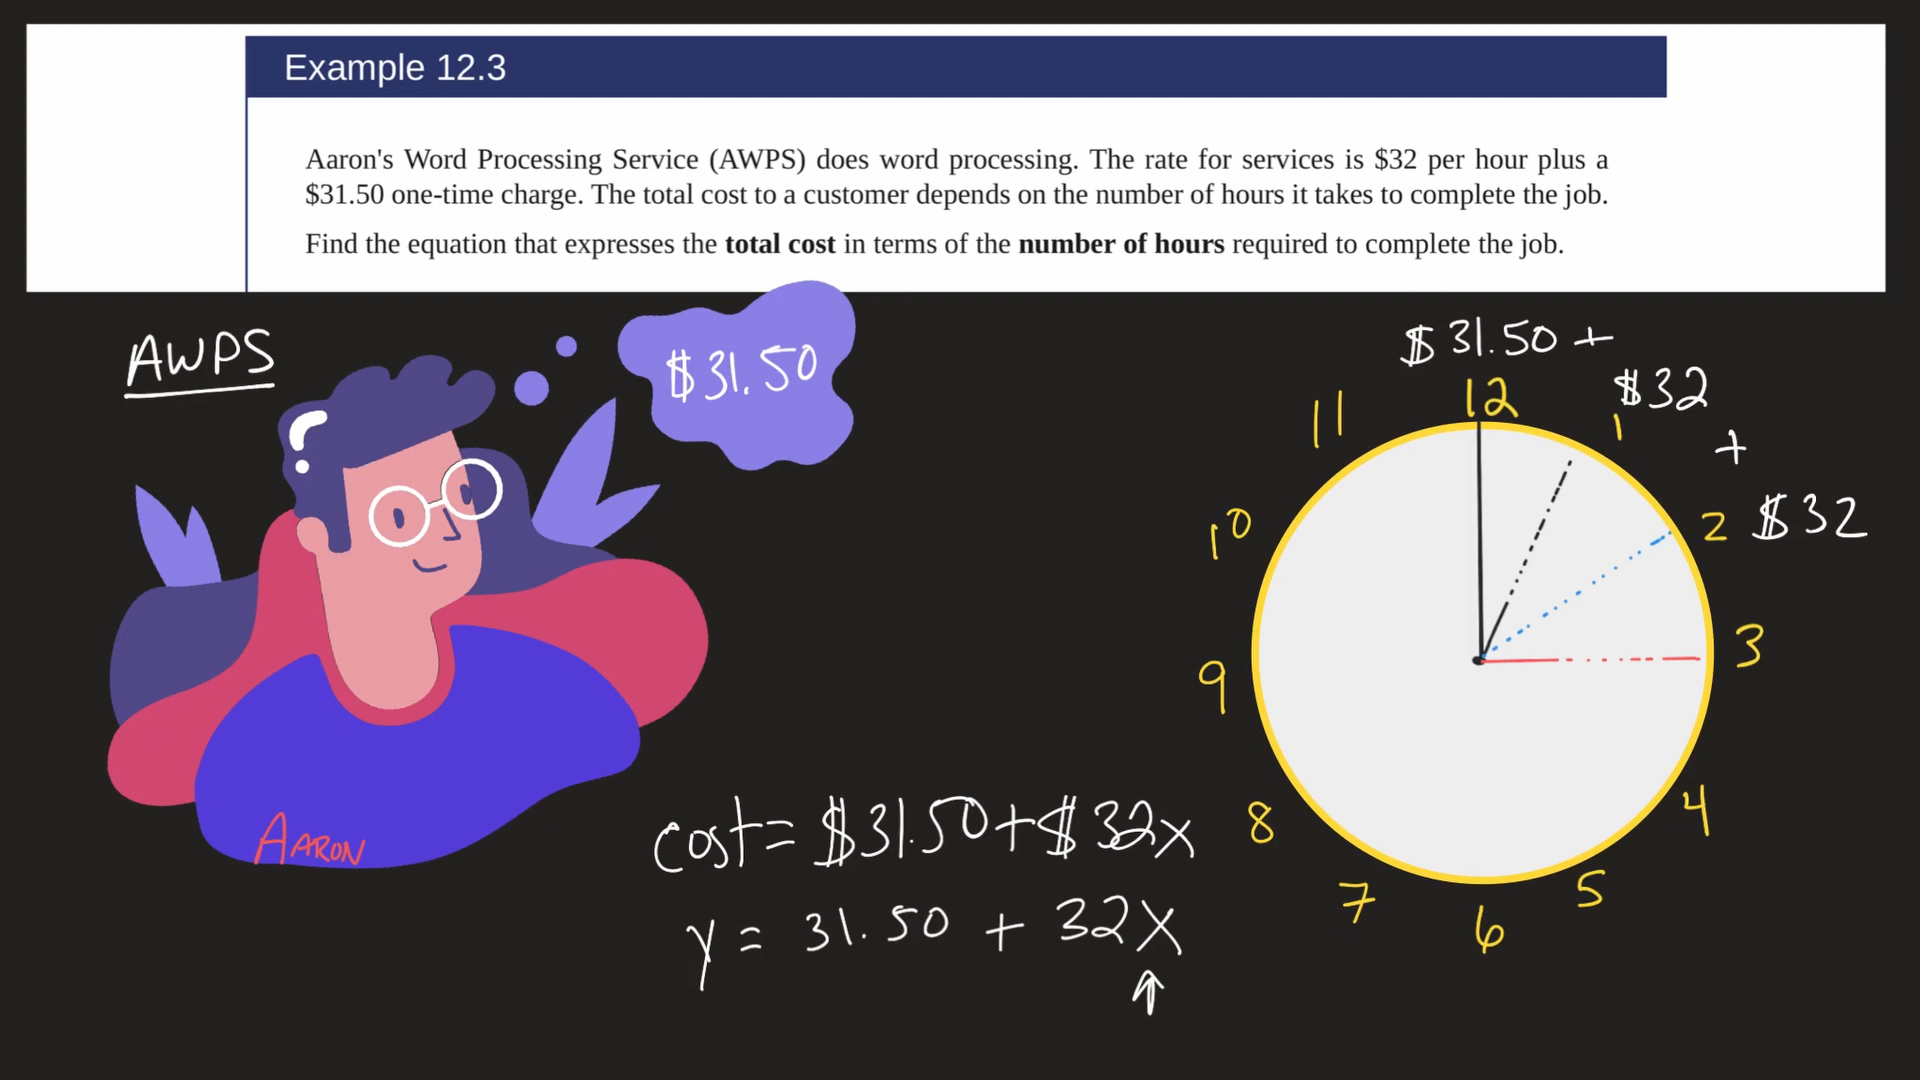 Example 12.3
Aaron's Word Processing Service (AWPS) does word processing. The rate for services is $32 per hour plus a
$31.50 one-time charge. The total cost to a customer depends on the number of hours it takes to complete the job.
Find the equation that expresses the total cost in terms of the number of hours required to complete the job.
AWPS
$31.50
AARON
$31.50 +
$32
+
$32
12
1
2
3
4
5
6
7
8
9
10
11
cost = $31.50 + $32x
y = 31.50 + 32x